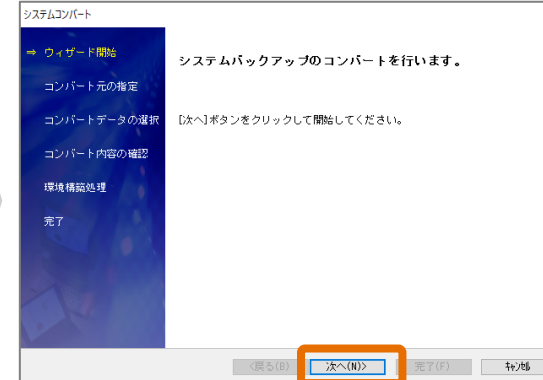 システムコンバート
⇒ ウィザード開始
コンバート元の指定
コンバートデータの選択
コンバート内容の確認
環境構築処理
完了
システムバックアップのコンバートを行います。
[次へ]ボタンをクリックして開始してください。
<戻る(B) 次へ(N)> 完了(F) キャンセル